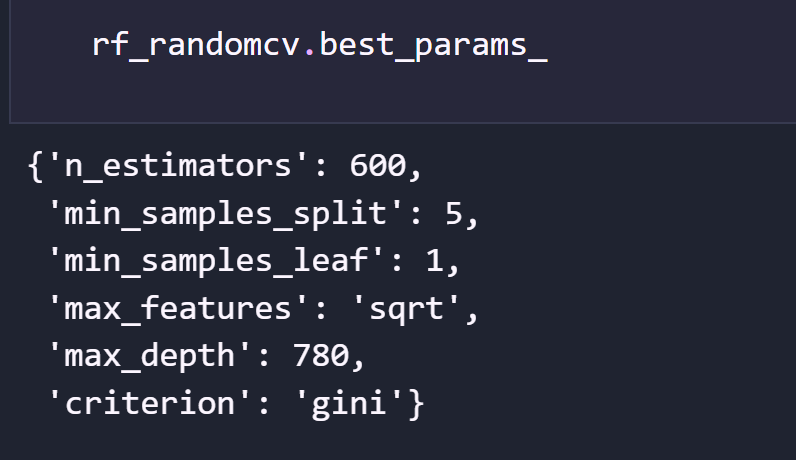 rf_randomcv.best_params_
{'n_estimators': 600,
'min_samples_split': 5,
'min_samples_leaf': 1,
'max_features': 'sqrt',
'max_depth': 780,
'criterion': 'gini'}